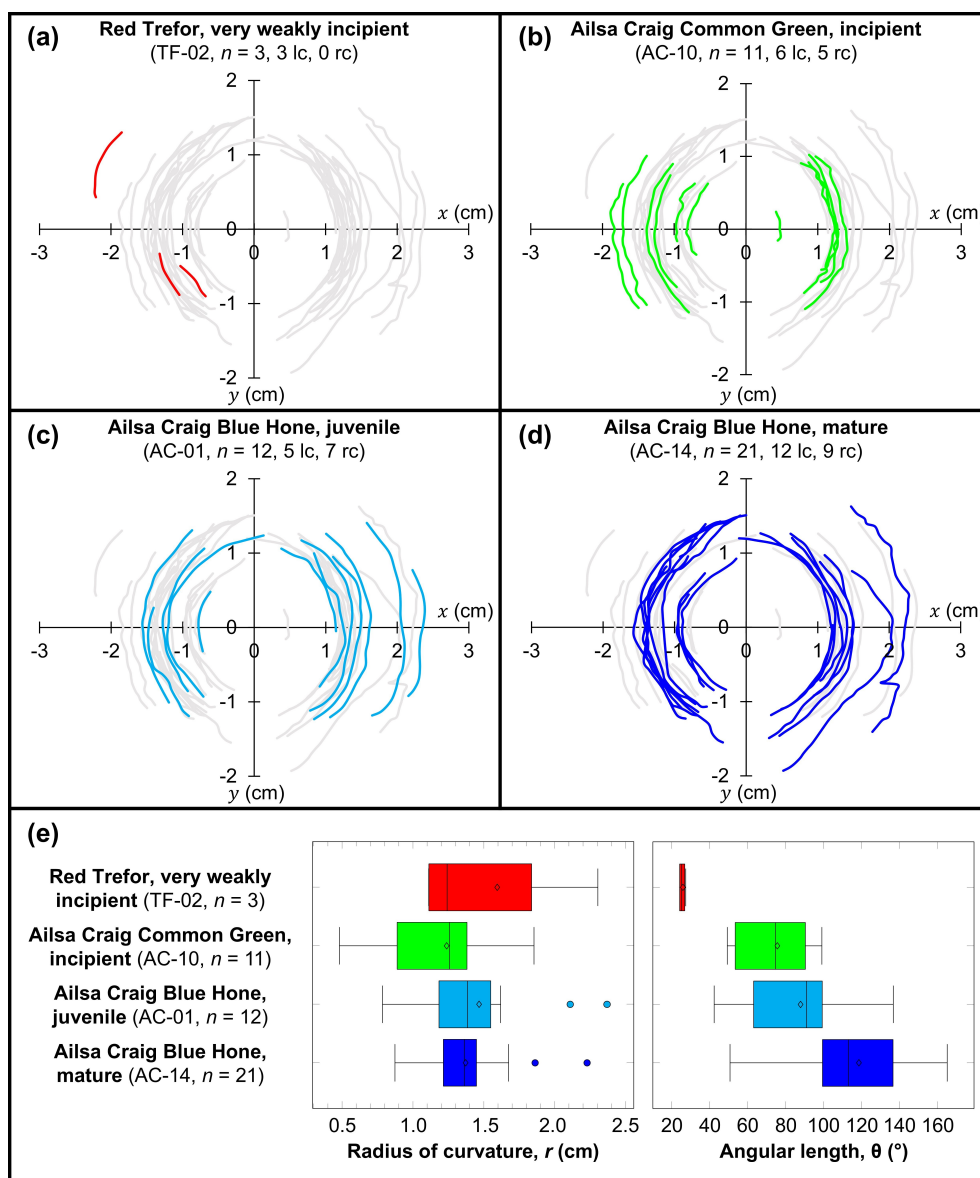 (a)
Red Trefor, very weakly incipient
(TF-02, n = 3, 3 lc, 0 rc)
2
1
x (cm)
-3 -2 -1 0 1 2 3
-1
-2
y (cm)
(b)
Ailsa Craig Common Green, incipient
(AC-10, n = 11, 6 lc, 5 rc)
2
1
x (cm)
-3 -2 -1 0 1 2 3
-1
-2
y (cm)
(c)
Ailsa Craig Blue Hone, juvenile
(AC-01, n = 12, 5 lc, 7 rc)
2
1
x (cm)
-3 -2 -1 0 1 2 3
-1
-2
y (cm)
(d)
Ailsa Craig Blue Hone, mature
(AC-14, n = 21, 12 lc, 9 rc)
2
1
x (cm)
-3 -2 -1 0 1 2 3
-1
-2
y (cm)
(e)
Red Trefor, very weakly
incipient (TF-02, n = 3)
Ailsa Craig Common Green,
incipient (AC-10, n = 11)
Ailsa Craig Blue Hone,
juvenile (AC-01, n = 12)
Ailsa Craig Blue Hone,
mature (AC-14, n = 21)
0.5 1.0 1.5 2.0 2.5
Radius of curvature, r (cm)
20 40 60 80 100 120 140 160
Angular length, θ (°)